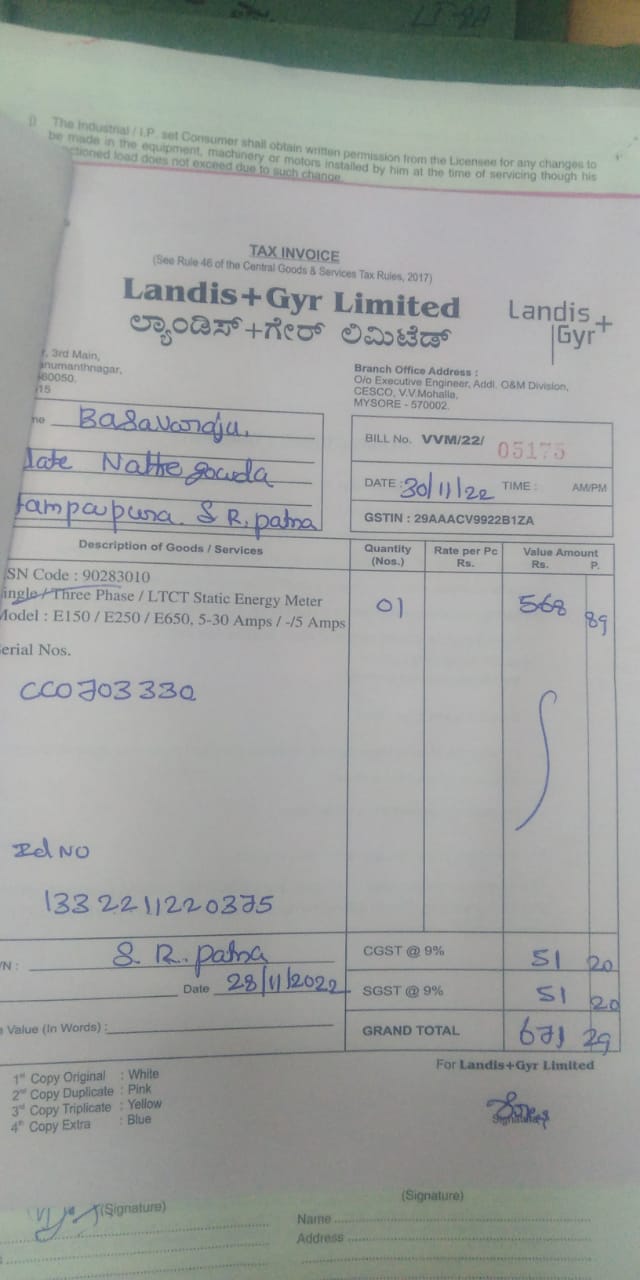 i) The Industrial / I.P. set Consumer shall obtain written permission from the Licensee for any changes to
be made in the equipment, machinery or motors installed by him at the time of servicing though his
ctioned load does not exceed due to such change.
TAX INVOICE
(See Rule 46 of the Central Goods & Services Tax Rules, 2017)
Landis+Gyr Limited
ಲ್ಯಾಂಡಿಸ್+ಗೇರ್ ಲಿಮಿಟೆಡ್
Landis+
Gyr
r, 3rd Main,
anumanthnagar,
60050.
15
Branch Office Address :
O/o Executive Engineer, Addl. O&M Division,
CESCO, V.V.Mohalla,
MYSORE - 570002.
me Basavaraju,
late Natte gowda
S R. patna
BILL No. VVM/22/ 05175
DATE : 30/11/22 TIME : AM/PM
GSTIN : 29AAACV9922B1ZA
Description of Goods / Services Quantity (Nos.) Rate per Pc Rs. Value Amount Rs. P.
SN Code : 90283010
ingle / Three Phase / LTCT Static Energy Meter
Model : E150 / E250 / E650, 5-30 Amps / -/5 Amps 01 568 89
erial Nos.
CC0703330
Id NO
1332211220375
/N : S. R. patna
Date 28/11/2022
CGST @ 9% 51 20
SGST @ 9% 51 20
Value (In Words) :
GRAND TOTAL 671 29
For Landis+Gyr Limited
1st Copy Original : White
2nd Copy Duplicate : Pink
3rd Copy Triplicate : Yellow
4th Copy Extra : Blue
Signature
(Signature)
(Signature)
Name
Address